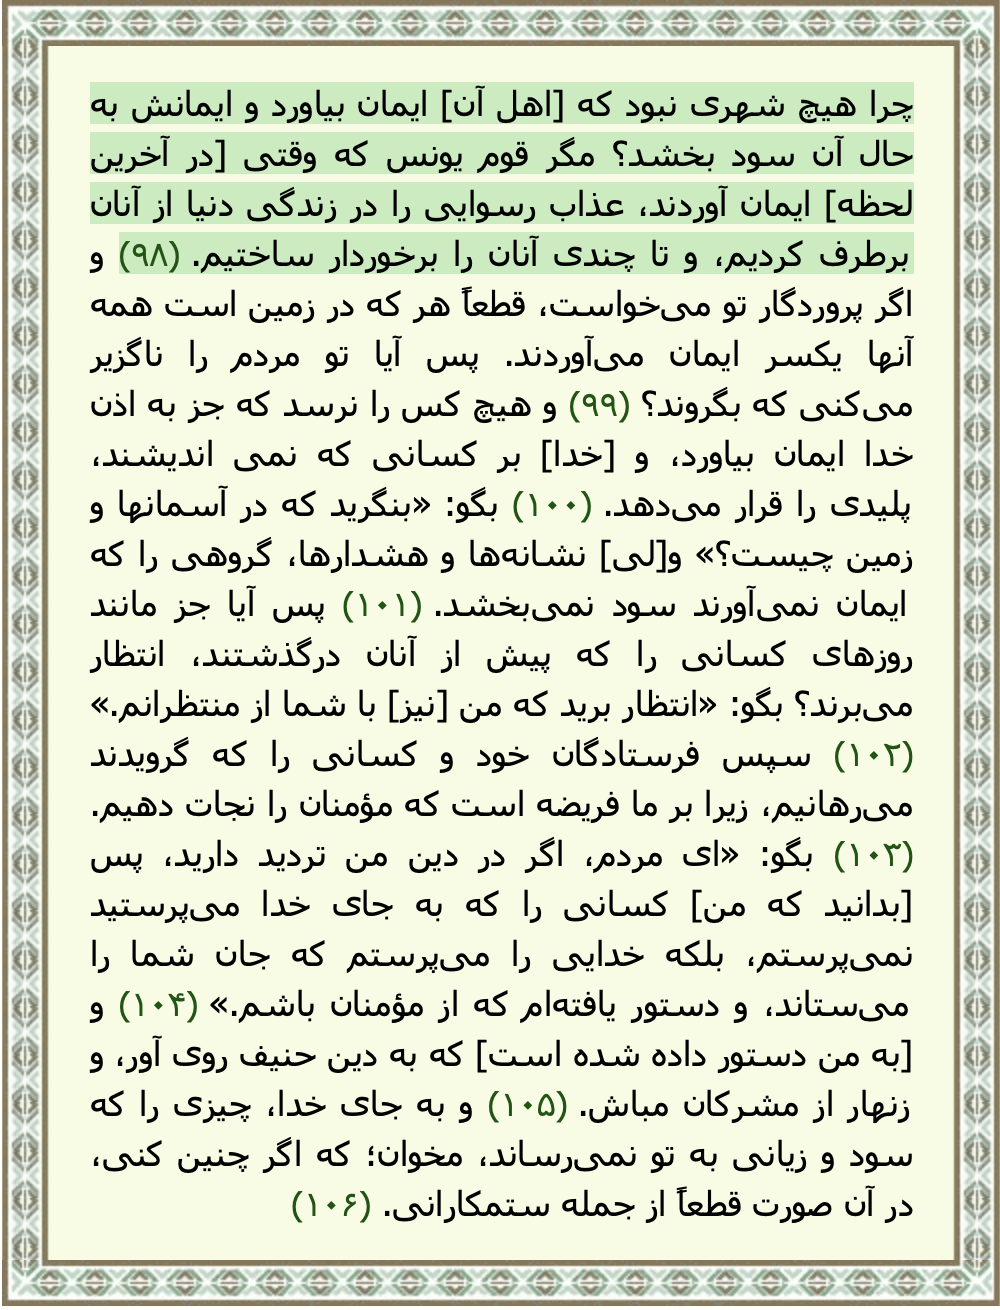 چرا هیچ شهری نبود که [اهل آن] ایمان بیاورد و ایمانش به
حال آن سود بخشد؟ مگر قوم یونس که وقتی [در آخرین
لحظه] ایمان آوردند، عذاب رسوایی را در زندگی دنیا از آنان
برطرف کردیم، و تا چندی آنان را برخوردار ساختیم. (۹۸) و
اگر پروردگار تو می‌خواست، قطعاً هر که در زمین است همه
آنها یکسر ایمان می‌آوردند. پس آیا تو مردم را ناگزیر
می‌کنی که بگروند؟ (۹۹) و هیچ کس را نرسد که جز به اذن
خدا ایمان بیاورد، و [خدا] بر کسانی که نمی اندیشند،
پلیدی را قرار می‌دهد. (۱۰۰) بگو: «بنگرید که در آسمانها و
زمین چیست؟» و[لی] نشانه‌ها و هشدارها، گروهی را که
ایمان نمی‌آورند سود نمی‌بخشد. (۱۰۱) پس آیا جز مانند
روزهای کسانی را که پیش از آنان درگذشتند، انتظار
می‌برند؟ بگو: «انتظار برید که من [نیز] با شما از منتظرانم.»
(۱۰۲) سپس فرستادگان خود و کسانی را که گرویدند
می‌رهانیم، زیرا بر ما فریضه است که مؤمنان را نجات دهیم.
(۱۰۳) بگو: «ای مردم، اگر در دین من تردید دارید، پس
[بدانید که من] کسانی را که به جای خدا می‌پرستید
نمی‌پرستم، بلکه خدایی را می‌پرستم که جان شما را
می‌ستاند، و دستور یافته‌ام که از مؤمنان باشم.» (۱۰۴) و
[به من دستور داده شده است] که به دین حنیف روی آور، و
زنهار از مشرکان مباش. (۱۰۵) و به جای خدا، چیزی را که
سود و زیانی به تو نمی‌رساند، مخوان؛ که اگر چنین کنی،
در آن صورت قطعاً از جمله ستمکارانی. (۱۰۶)